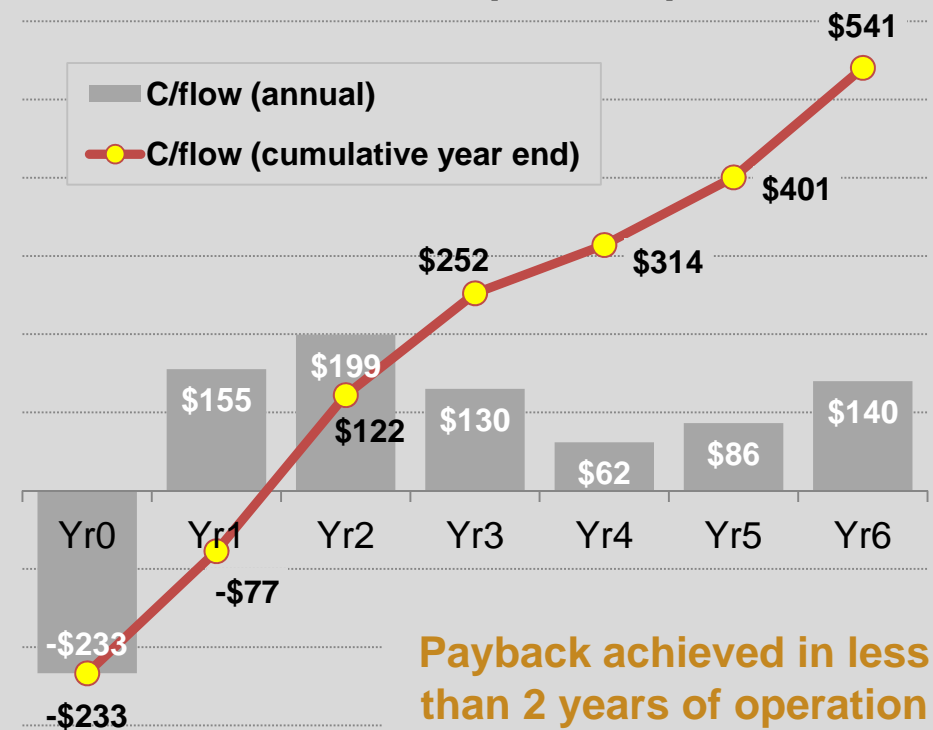 $541
C/flow (annual)
C/flow (cumulative year end)
$401
$252
$314
$199
$155
$130
$122
$140
$86
$62
Yr0 Yr1 Yr2 Yr3 Yr4 Yr5 Yr6
-$77
-$233
Payback achieved in less
than 2 years of operation
-$233